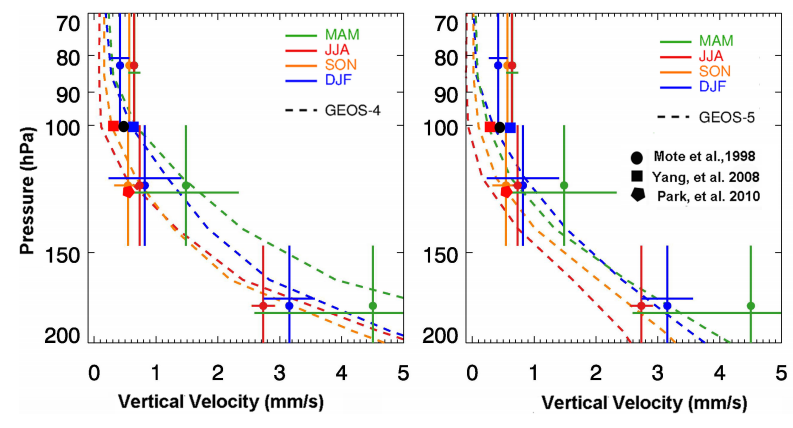 70
80
90
100
150
200
Pressure (hPa)
MAM
JJA
SON
DJF
GEOS-4
0 1 2 3 4 5
Vertical Velocity (mm/s)
70
80
90
100
150
200
MAM
JJA
SON
DJF
GEOS-5
Mote et al.,1998
Yang, et al. 2008
Park, et al. 2010
0 1 2 3 4 5
Vertical Velocity (mm/s)